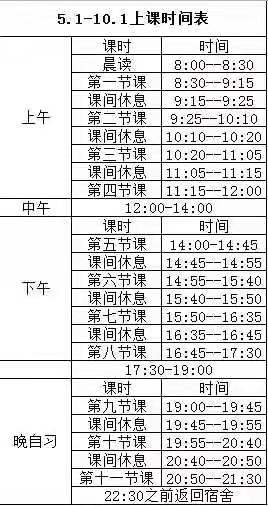 5.1-10.1上课时间表
上午
课时 时间
晨读 8:00--8:30
第一节课 8:30--9:15
课间休息 9:15--9:25
第二节课 9:25--10:10
课间休息 10:10--10:20
第三节课 10:20--11:05
课间休息 11:05--11:15
第四节课 11:15--12:00
中午 12:00-14:00
下午
课时 时间
第五节课 14:00-14:45
课间休息 14:45--14:55
第六节课 14:55--15:40
课间休息 15:40--15:50
第七节课 15:50--16:35
课间休息 16:35--16:45
第八节课 16:45--17:30
17:30-19:00
晚自习
课时 时间
第九节课 19:00--19:45
课间休息 19:45--19:55
第十节课 19:55--20:40
课间休息 20:40--20:50
第十一节课 20:50--21:30
22:30之前返回宿舍